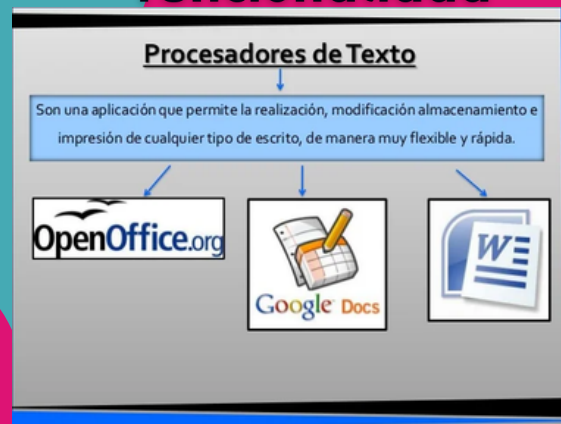 Procesadores de Texto
Son una aplicación que permite la realización, modificación almacenamiento e
impresión de cualquier tipo de escrito, de manera muy flexible y rápida.
OpenOffice.org
Google Docs
W